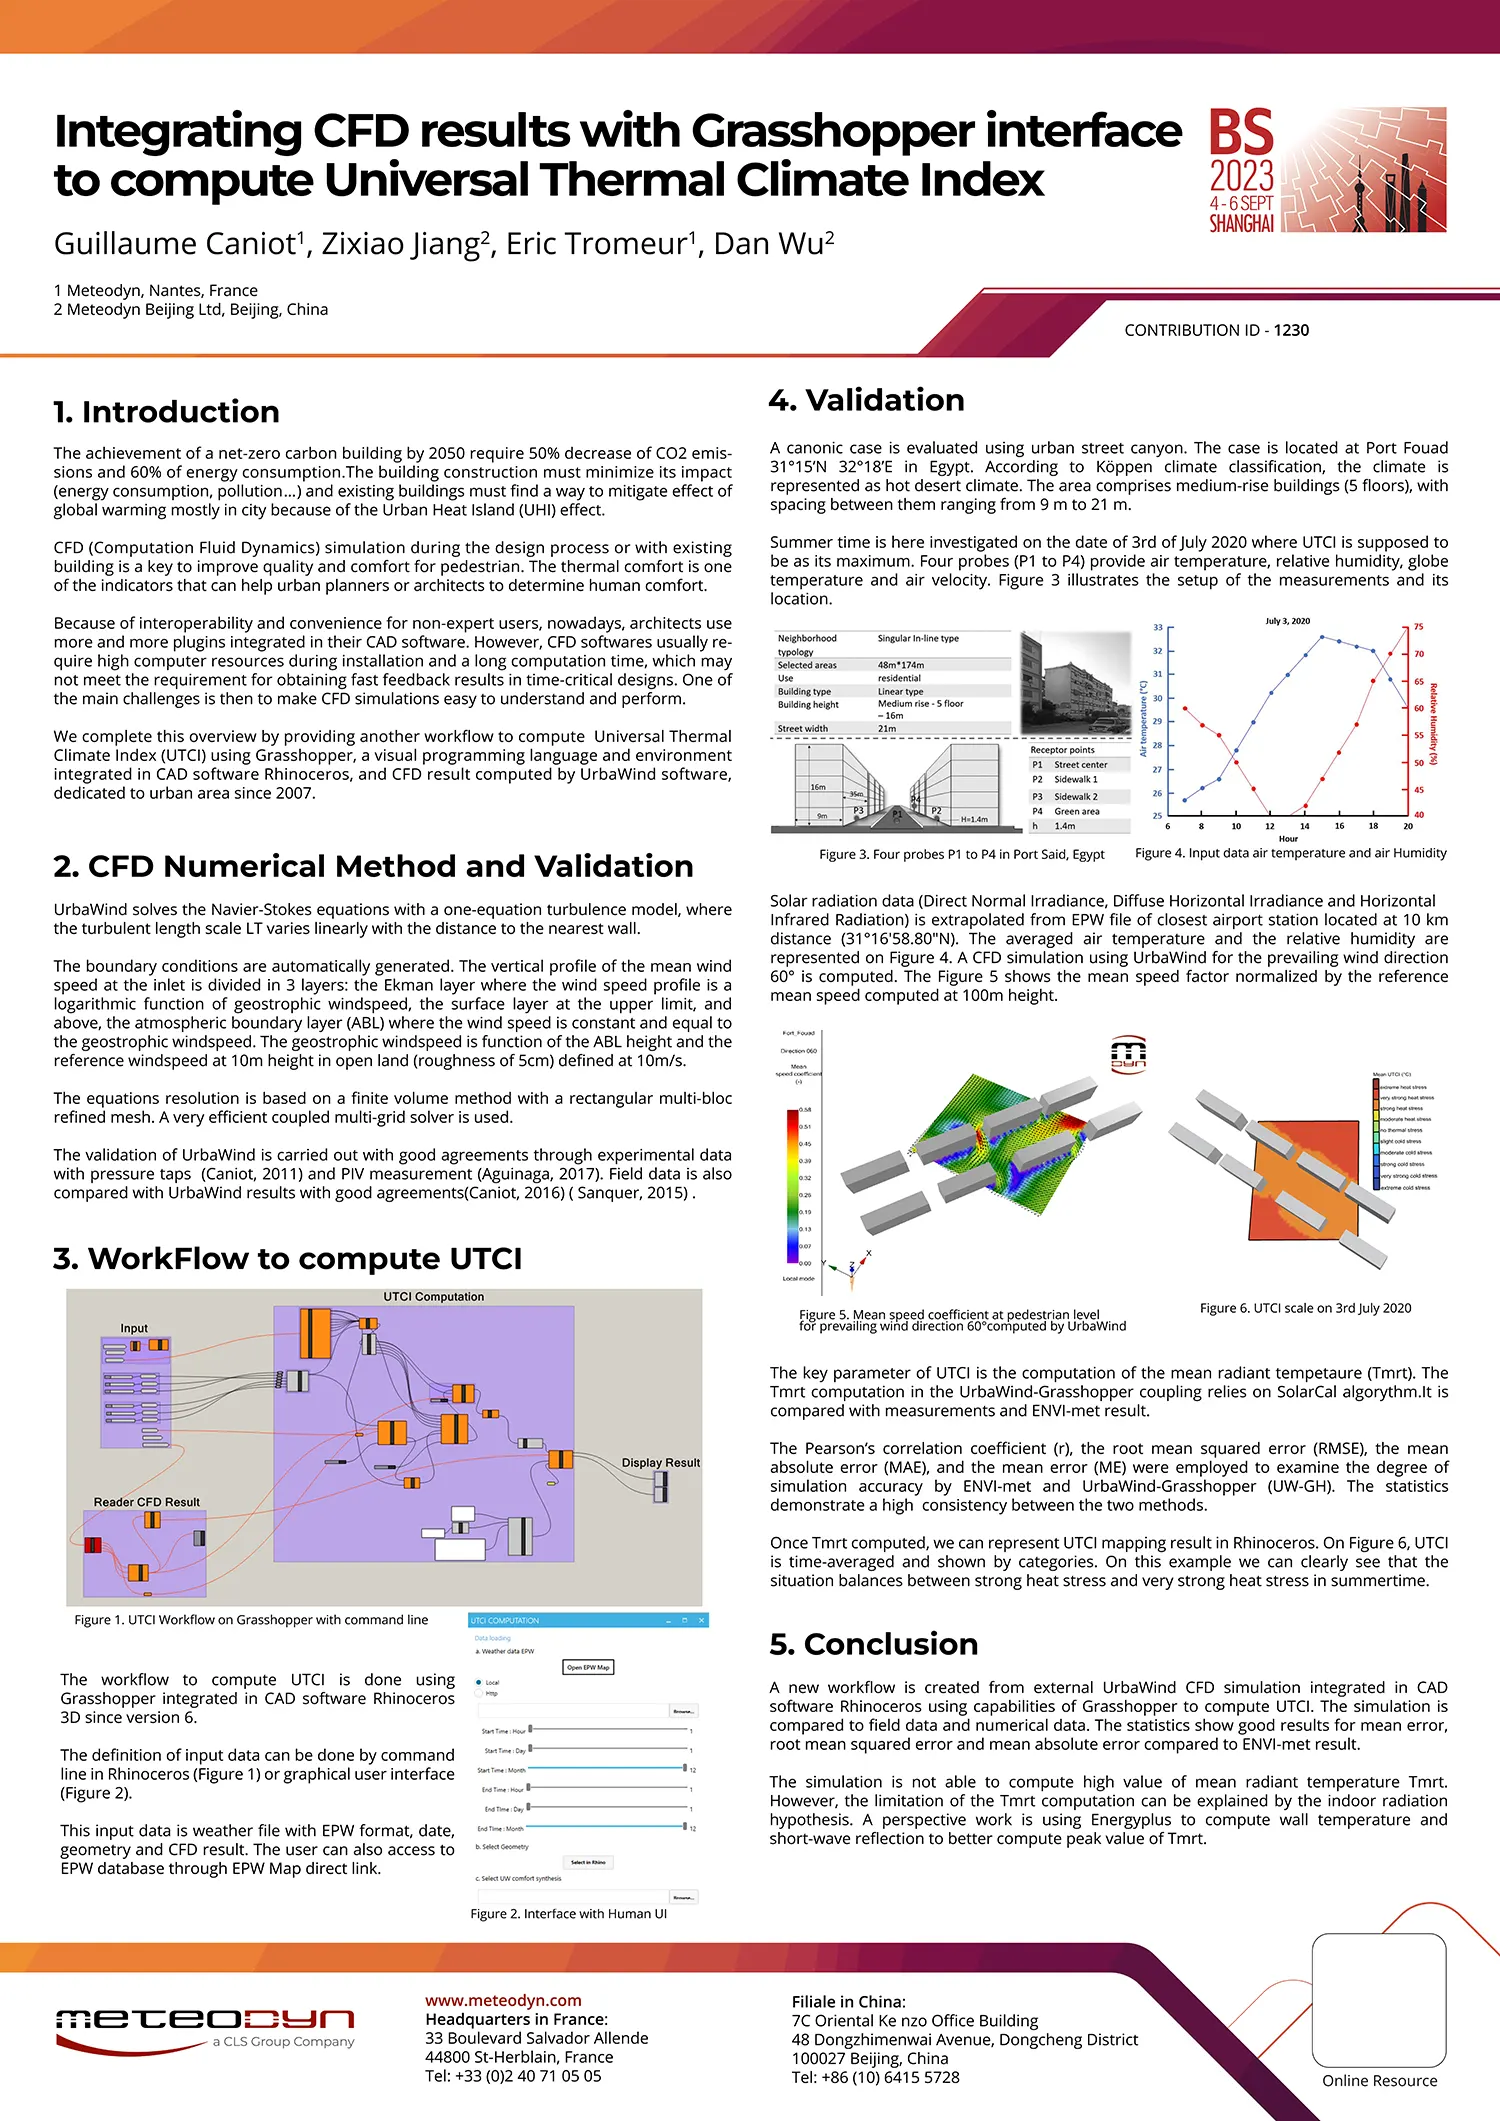 Integrating CFD results with Grasshopper interface
to compute Universal Thermal Climate Index
Guillaume Caniot1, Zixiao Jiang2, Eric Tromeur1, Dan Wu2
1 Meteodyn, Nantes, France
2 Meteodyn Beijing Ltd, Beijing, China
BS
2023
4 - 6 SEPT
SHANGHAI
CONTRIBUTION ID - 1230
1. Introduction
The achievement of a net-zero carbon building by 2050 require 50% decrease of CO2 emis-
sions and 60% of energy consumption.The building construction must minimize its impact
(energy consumption, pollution...) and existing buildings must find a way to mitigate effect of
global warming mostly in city because of the Urban Heat Island (UHI) effect.
CFD (Computation Fluid Dynamics) simulation during the design process or with existing
building is a key to improve quality and comfort for pedestrian. The thermal comfort is one
of the indicators that can help urban planners or architects to determine human comfort.
Because of interoperability and convenience for non-expert users, nowadays, architects use
more and more plugins integrated in their CAD software. However, CFD softwares usually re-
quire high computer resources during installation and a long computation time, which may
not meet the requirement for obtaining fast feedback results in time-critical designs. One of
the main challenges is then to make CFD simulations easy to understand and perform.
We complete this overview by providing another workflow to compute Universal Thermal
Climate Index (UTCI) using Grasshopper, a visual programming language and environment
integrated in CAD software Rhinoceros, and CFD result computed by UrbaWind software,
dedicated to urban area since 2007.
2. CFD Numerical Method and Validation
UrbaWind solves the Navier-Stokes equations with a one-equation turbulence model, where
the turbulent length scale LT varies linearly with the distance to the nearest wall.
The boundary conditions are automatically generated. The vertical profile of the mean wind
speed at the inlet is divided in 3 layers: the Ekman layer where the wind speed profile is a
logarithmic function of geostrophic windspeed, the surface layer at the upper limit, and
above, the atmospheric boundary layer (ABL) where the wind speed is constant and equal to
the geostrophic windspeed. The geostrophic windspeed is function of the ABL height and the
reference windspeed at 10m height in open land (roughness of 5cm) defined at 10m/s.
The equations resolution is based on a finite volume method with a rectangular multi-bloc
refined mesh. A very efficient coupled multi-grid solver is used.
The validation of UrbaWind is carried out with good agreements through experimental data
with pressure taps (Caniot, 2011) and PIV measurement (Aguinaga, 2017). Field data is also
compared with UrbaWind results with good agreements(Caniot, 2016) ( Sanquer, 2015) .
3. WorkFlow to compute UTCI
UTCI Computation
Input
Display Result
Reader CFD Result
Figure 1. UTCI Workflow on Grasshopper with command line
The workflow to compute UTCI is done using
Grasshopper integrated in CAD software Rhinoceros
3D since version 6.
The definition of input data can be done by command
line in Rhinoceros (Figure 1) or graphical user interface
(Figure 2).
This input data is weather file with EPW format, date,
geometry and CFD result. The user can also access to
EPW database through EPW Map direct link.
UTCI COMPUTATION
Data loading
a. Weather data EPW
Open EPW Map
Local
Http
Browse...
Start Time : Hour 1
Start Time : Day 1
Start Time : Month 12
End Time : Hour 1
End Time : Day 1
End Time : Month 12
b. Select Geometry
Select in Rhino
c. Select UW comfort synthesis
Browse...
Figure 2. Interface with Human UI
4. Validation
A canonic case is evaluated using urban street canyon. The case is located at Port Fouad
31°15'N 32°18'E in Egypt. According to Köppen climate classification, the climate is
represented as hot desert climate. The area comprises medium-rise buildings (5 floors), with
spacing between them ranging from 9 m to 21 m.
Summer time is here investigated on the date of 3rd of July 2020 where UTCI is supposed to
be as its maximum. Four probes (P1 to P4) provide air temperature, relative humidity, globe
temperature and air velocity. Figure 3 illustrates the setup of the measurements and its
location.
Neighborhood typology Singular In-line type
Selected areas 48m*174m
Use residential
Building type Linear type
Building height Medium rise - 5 floor – 16m
Street width 21m
16m
35m
9m
P3
P1
P4
P2
H=1.4m
Receptor points
P1 Street center
P2 Sidewalk 1
P3 Sidewalk 2
P4 Green area
h 1.4m
Figure 3. Four probes P1 to P4 in Port Said, Egypt
July 3, 2020
Air temperature (°C)
33
32
31
30
29
28
27
26
25
Relative Humidity (%)
75
70
65
60
55
50
45
40
6 8 10 12 14 16 18 20
Hour
Figure 4. Input data air temperature and air Humidity
Solar radiation data (Direct Normal Irradiance, Diffuse Horizontal Irradiance and Horizontal
Infrared Radiation) is extrapolated from EPW file of closest airport station located at 10 km
distance (31°16'58.80"N). The averaged air temperature and the relative humidity are
represented on Figure 4. A CFD simulation using UrbaWind for the prevailing wind direction
60° is computed. The Figure 5 shows the mean speed factor normalized by the reference
mean speed computed at 100m height.
Port_Fouad
Direction 060
Mean
speed coefficient
(-)
0.58
0.51
0.45
0.39
0.32
0.26
0.19
0.13
0.07
0.00
Local mode
X
Y
Z
m
DYN
Figure 5. Mean speed coefficient at pedestrian level
for prevailing wind direction 60°computed by UrbaWind
Mean UTCI (°C)
extreme heat stress
very strong heat stress
strong heat stress
moderate heat stress
no thermal stress
slight cold stress
moderate cold stress
strong cold stress
very strong cold stress
extreme cold stress
Figure 6. UTCI scale on 3rd July 2020
The key parameter of UTCI is the computation of the mean radiant tempetaure (Tmrt). The
Tmrt computation in the UrbaWind-Grasshopper coupling relies on SolarCal algorythm.It is
compared with measurements and ENVI-met result.
The Pearson's correlation coefficient (r), the root mean squared error (RMSE), the mean
absolute error (MAE), and the mean error (ME) were employed to examine the degree of
simulation accuracy by ENVI-met and UrbaWind-Grasshopper (UW-GH). The statistics
demonstrate a high consistency between the two methods.
Once Tmrt computed, we can represent UTCI mapping result in Rhinoceros. On Figure 6, UTCI
is time-averaged and shown by categories. On this example we can clearly see that the
situation balances between strong heat stress and very strong heat stress in summertime.
5. Conclusion
A new workflow is created from external UrbaWind CFD simulation integrated in CAD
software Rhinoceros using capabilities of Grasshopper to compute UTCI. The simulation is
compared to field data and numerical data. The statistics show good results for mean error,
root mean squared error and mean absolute error compared to ENVI-met result.
The simulation is not able to compute high value of mean radiant temperature Tmrt.
However, the limitation of the Tmrt computation can be explained by the indoor radiation
hypothesis. A perspective work is using Energyplus to compute wall temperature and
short-wave reflection to better compute peak value of Tmrt.
meteodyn
a CLS Group Company
www.meteodyn.com
Headquarters in France:
33 Boulevard Salvador Allende
44800 St-Herblain, France
Tel: +33 (0)2 40 71 05 05
Filiale in China:
7C Oriental Ke nzo Office Building
48 Dongzhimenwai Avenue, Dongcheng District
100027 Beijing, China
Tel: +86 (10) 6415 5728
Online Resource